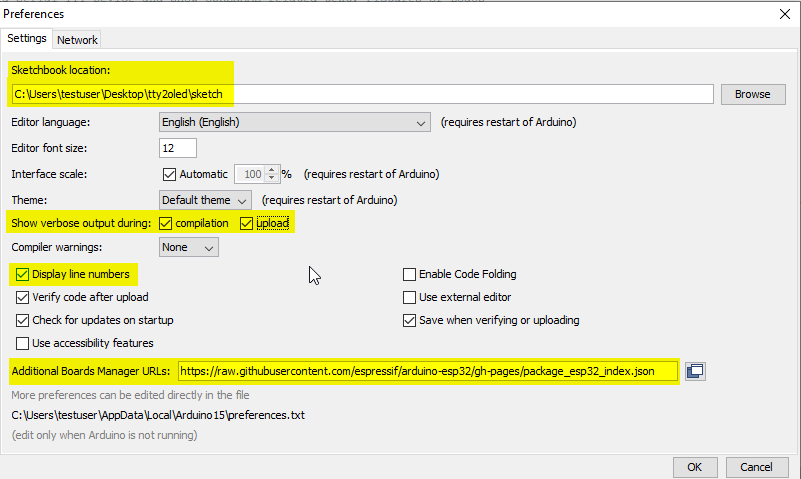 Preferences
Settings
Network
Sketchbook location:
C:\Users\testuser\Desktop\tty2oled\sketch
Browse
Editor language: English (English) (requires restart of Arduino)
Editor font size: 12
Interface scale: Automatic 100 % (requires restart of Arduino)
Theme: Default theme (requires restart of Arduino)
Show verbose output during: compilation upload
Compiler warnings: None
Display line numbers
Enable Code Folding
Verify code after upload
Use external editor
Check for updates on startup
Save when verifying or uploading
Use accessibility features
Additional Boards Manager URLs: https://raw.githubusercontent.com/espressif/arduino-esp32/gh-pages/package_esp32_index.json
More preferences can be edited directly in the file
C:\Users\testuser\AppData\Local\Arduino15\preferences.txt
(edit only when Arduino is not running)
OK
Cancel